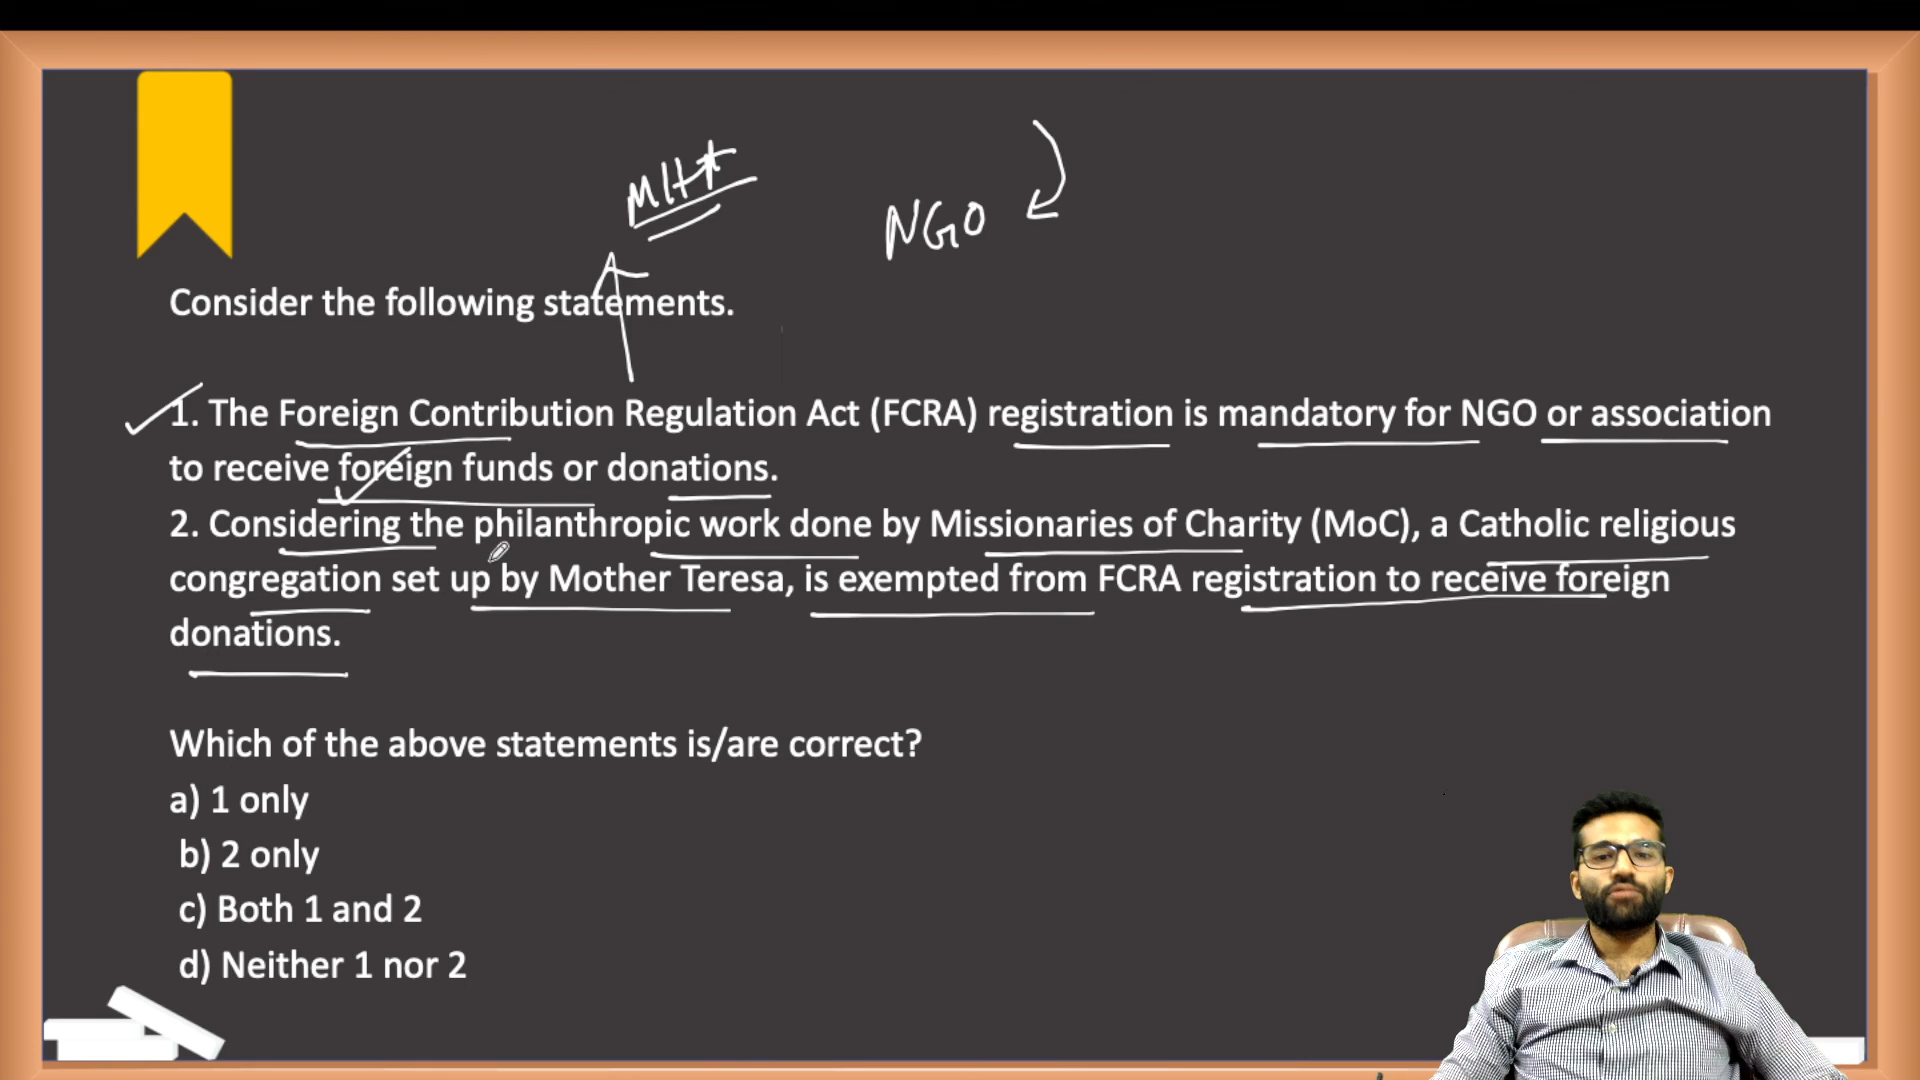 MHA
NGO
Consider the following statements.
1. The Foreign Contribution Regulation Act (FCRA) registration is mandatory for NGO or association
to receive foreign funds or donations.
2. Considering the philanthropic work done by Missionaries of Charity (MoC), a Catholic religious
congregation set up by Mother Teresa, is exempted from FCRA registration to receive foreign
donations.
Which of the above statements is/are correct?
a) 1 only
b) 2 only
c) Both 1 and 2
d) Neither 1 nor 2